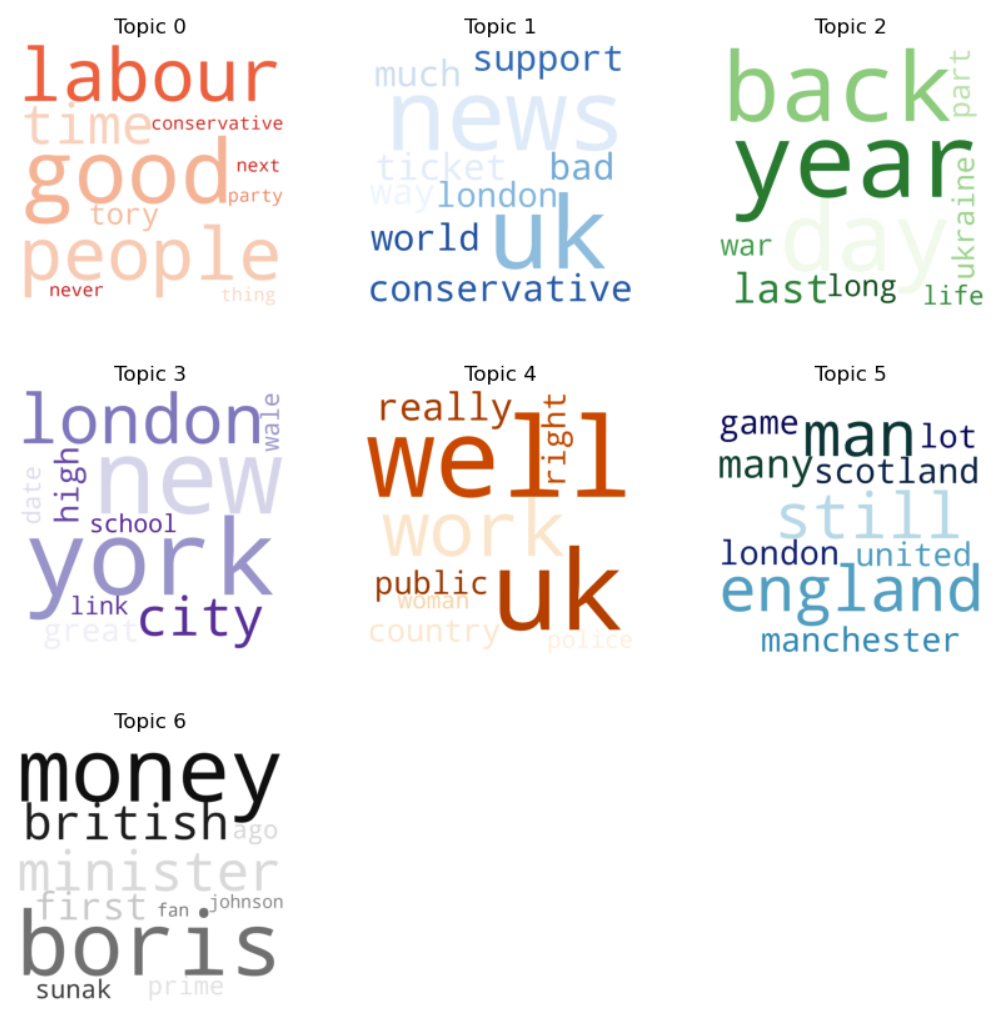 Topic 0
labour
time conservative
good next
party
tory
people
never thing
Topic 1
support
much
news
ticket bad
way london
world uk
conservative
Topic 2
back part
year
day ukraine
war
last long life
Topic 3
london wale
new
high date
school
york
link city
great
Topic 4
really right
well
work
public
woman uk
country police
Topic 5
game man lot
many scotland
still
london united
england
manchester
Topic 6
money
british ago
minister
first fan johnson
boris
sunak prime